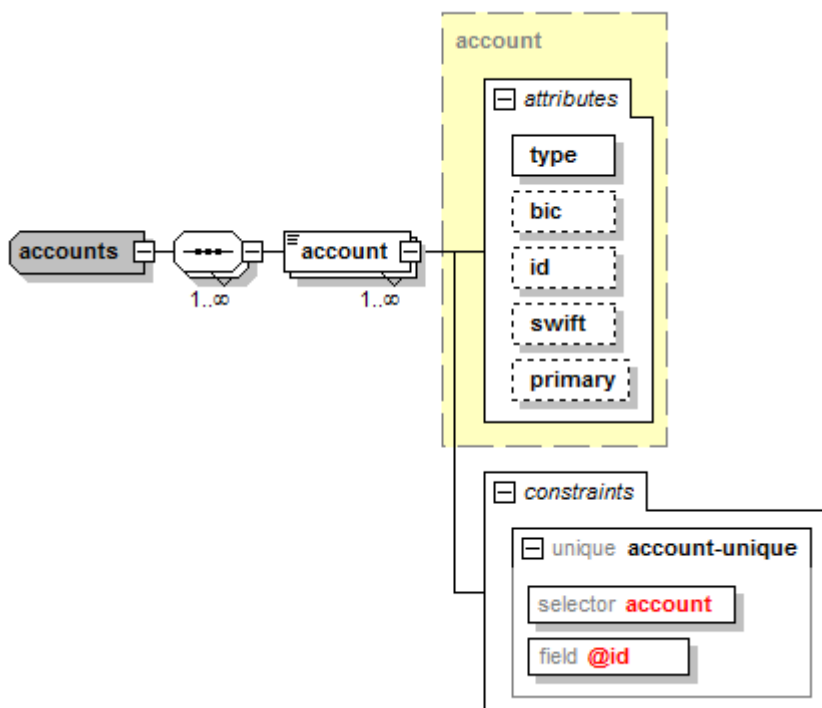 account
attributes
type
bic
id
swift
primary
accounts
account
1..∞
1..∞
constraints
unique account-unique
selector account
field @id